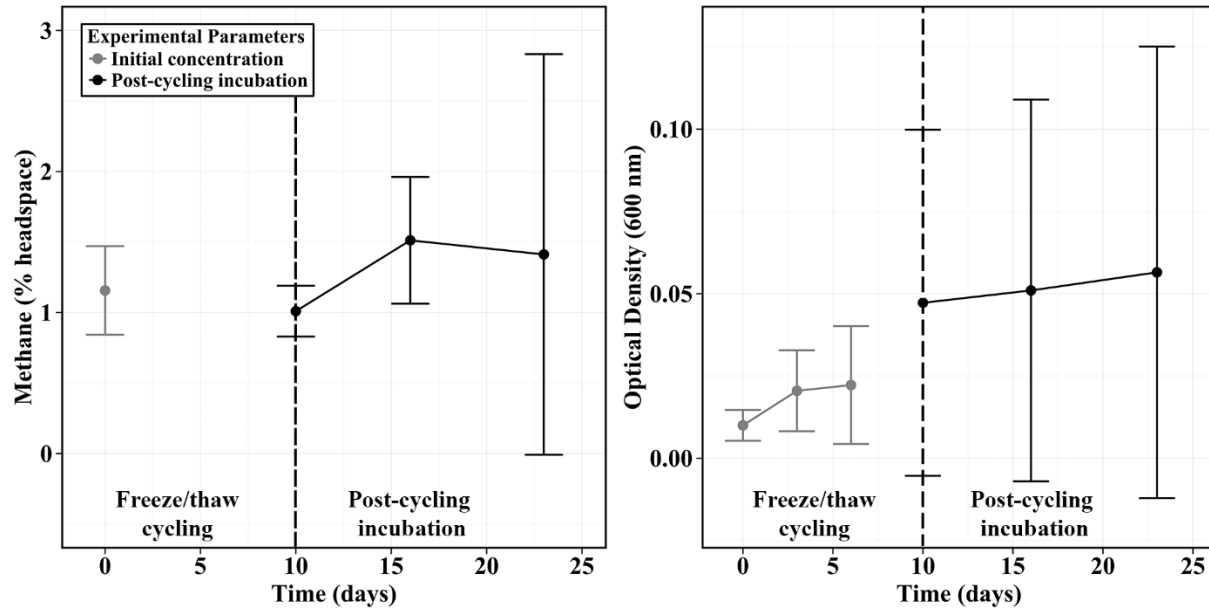 Experimental Parameters
Initial concentration
Post-cycling incubation
Methane (% headspace)
3
2
1
0
Freeze/thaw
cycling
Post-cycling
incubation
0 5 10 15 20 25
Time (days)
Optical Density (600 nm)
0.10
0.05
0.00
Freeze/thaw
cycling
Post-cycling
incubation
0 5 10 15 20 25
Time (days)